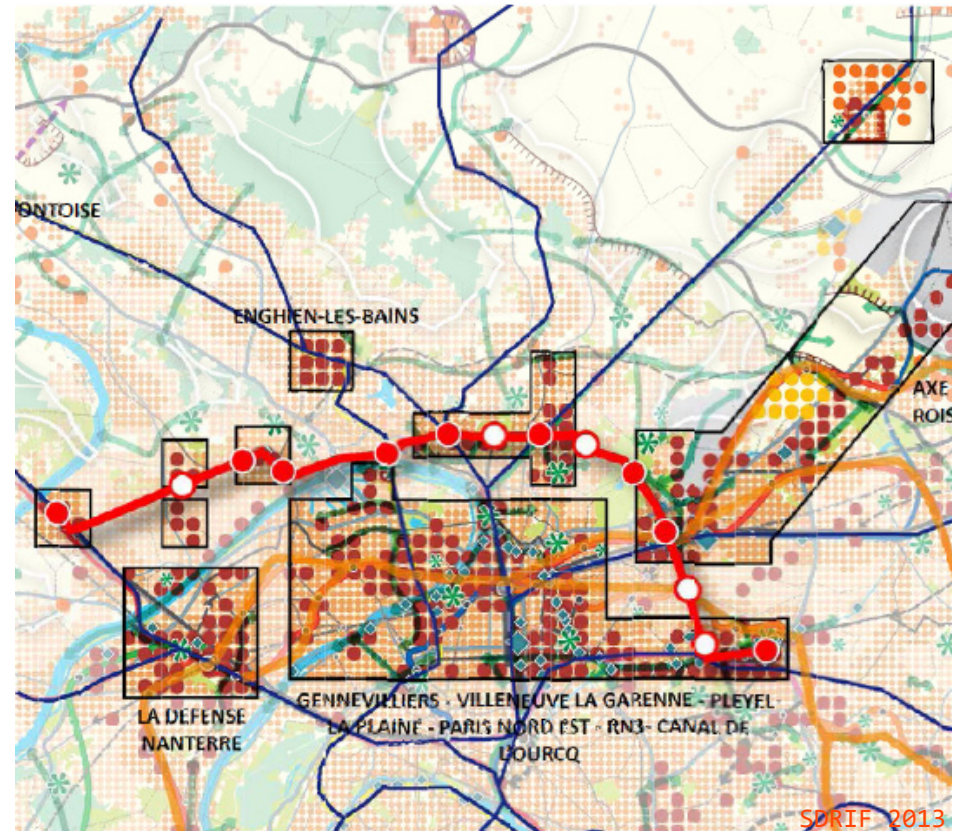 ONTOISE
ENGHIEN-LES-BAINS
AXE
ROIS
LA DEFENSE
NANTERRE
GENNEVILLIERS - VILLENEUVE LA GARENNE - PLEYEL
LA PLAINE - PARIS NORD EST - RN3 - CANAL DE
L'OURCQ
SDRIF 2013